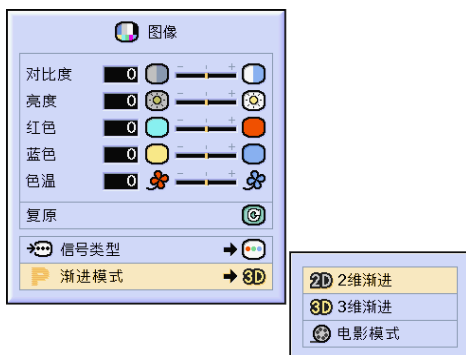 图像
对比度 0 - +
亮度 0 - +
红色 0 - +
蓝色 0 - +
色温 0 - +
复原
信号类型
P 渐进模式 3D
2D 2维渐进
3D 3维渐进
电影模式